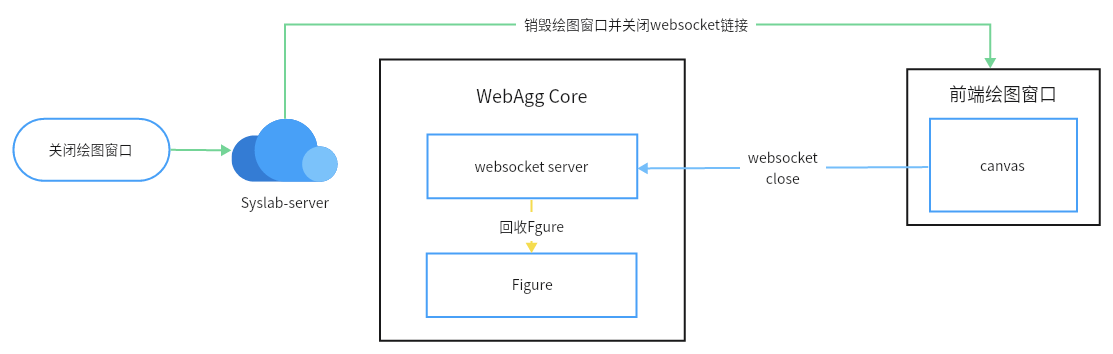 销毁绘图窗口并关闭websocket链接
WebAgg Core
前端绘图窗口
关闭绘图窗口
websocket server
websocket
close
canvas
Syslab-server
回收Fgure
Figure